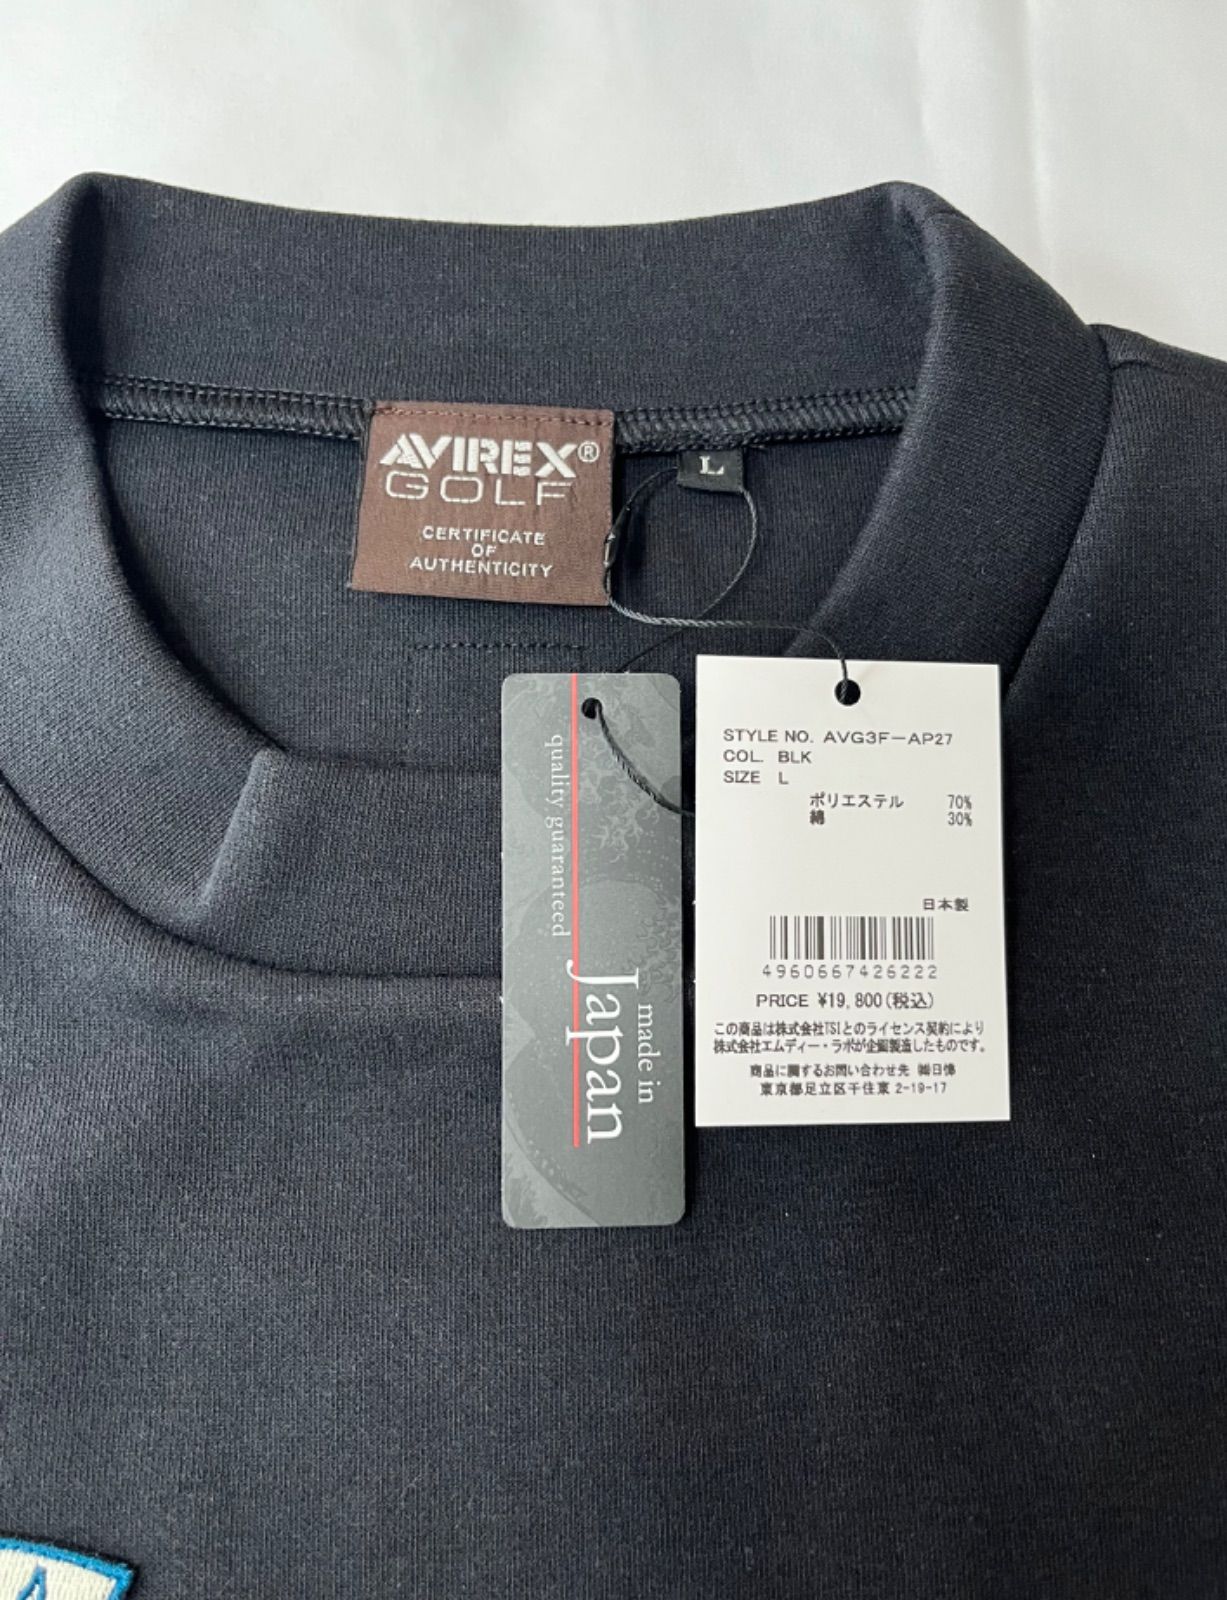 AVIREX®
GOLF
CERTIFICATE
OF
AUTHENTICITY
L
quality guaranteed
made in
Japan
STYLE NO. AVG3F-AP27
COL. BLK
SIZE L
ポリエステル 70%
綿 30%
日本製
4960667426222
PRICE ¥19,800(税込)
この商品は株式会社TSIとのライセンス契約により
株式会社エムディー・ラボが企画製造したものです。
商品に関するお問い合わせ先 ㈱日憧
東京都足立区千住東 2-19-17